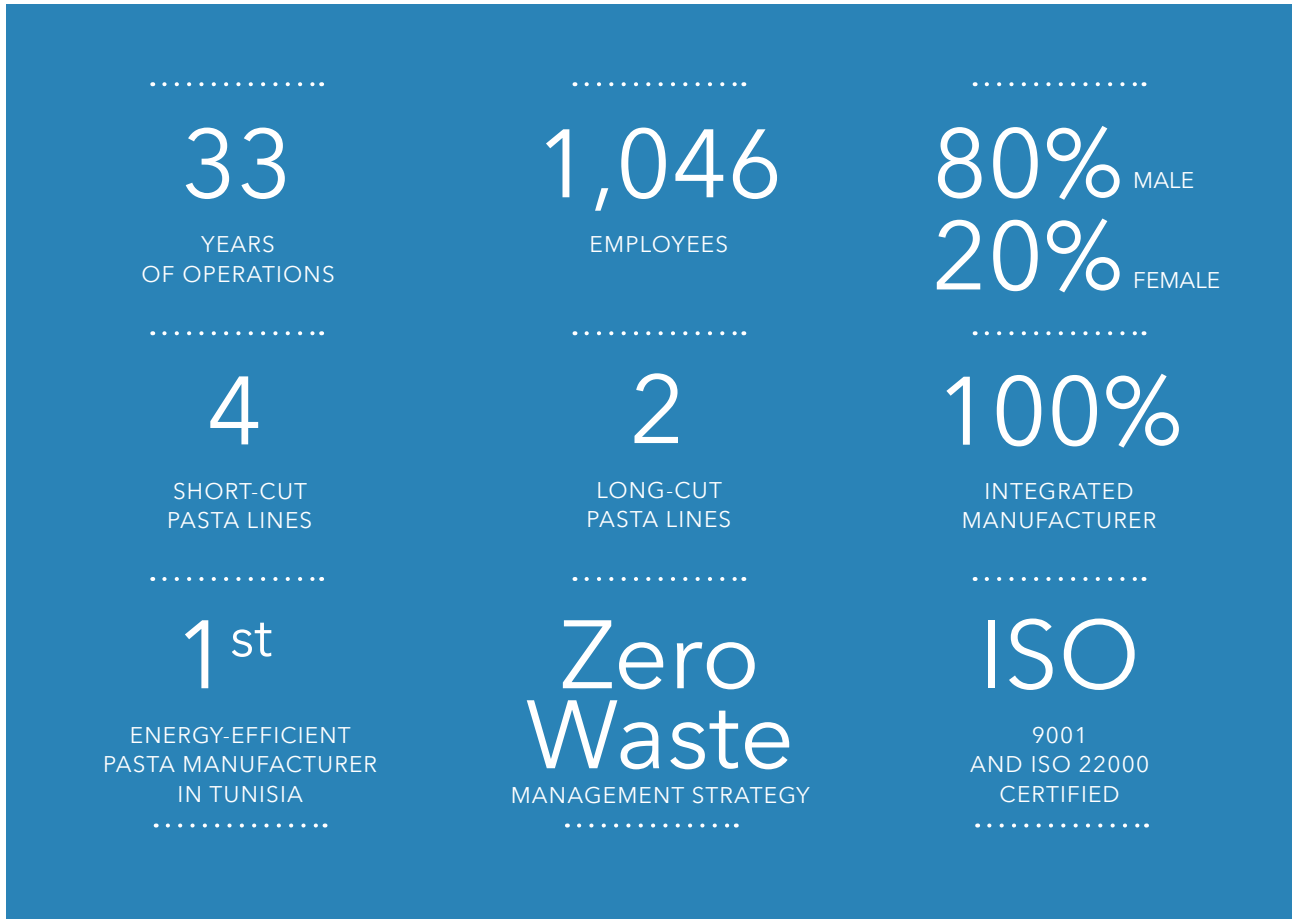 33
YEARS
OF OPERATIONS
1,046
EMPLOYEES
80% MALE
20% FEMALE
4
SHORT-CUT
PASTA LINES
2
LONG-CUT
PASTA LINES
100%
INTEGRATED
MANUFACTURER
1st
ENERGY-EFFICIENT
PASTA MANUFACTURER
IN TUNISIA
Zero
Waste
MANAGEMENT STRATEGY
ISO
9001
AND ISO 22000
CERTIFIED